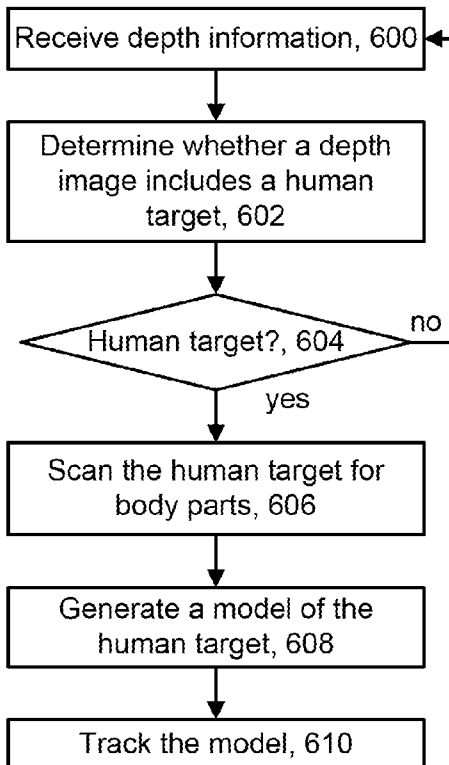 Receive depth information, 600
Determine whether a depth
image includes a human
target, 602
Human target?, 604
no
yes
Scan the human target for
body parts, 606
Generate a model of the
human target, 608
Track the model, 610